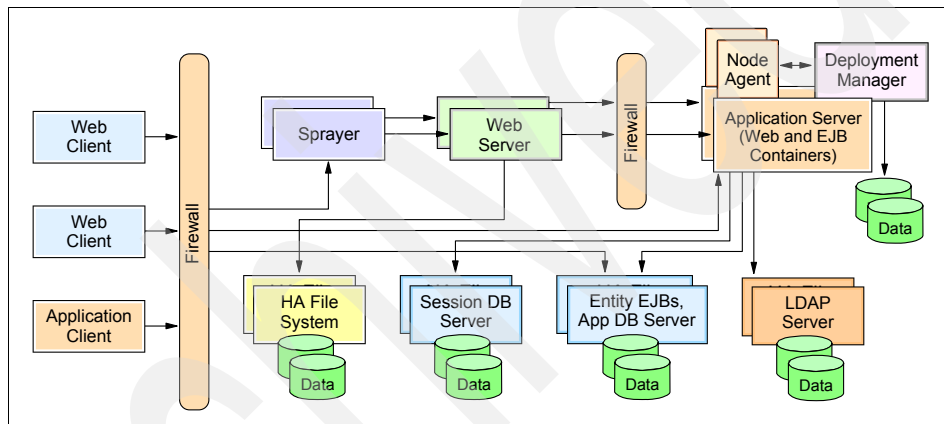 Web
Client
Web
Client
Application
Client
Firewall
Sprayer
Web
Server
Firewall
Node
Agent
Deployment
Manager
Application Server
(Web and EJB
Containers)
Data
HA File
System
Data
Session DB
Server
Data
Entity EJBs,
App DB Server
Data
LDAP
Server
Data